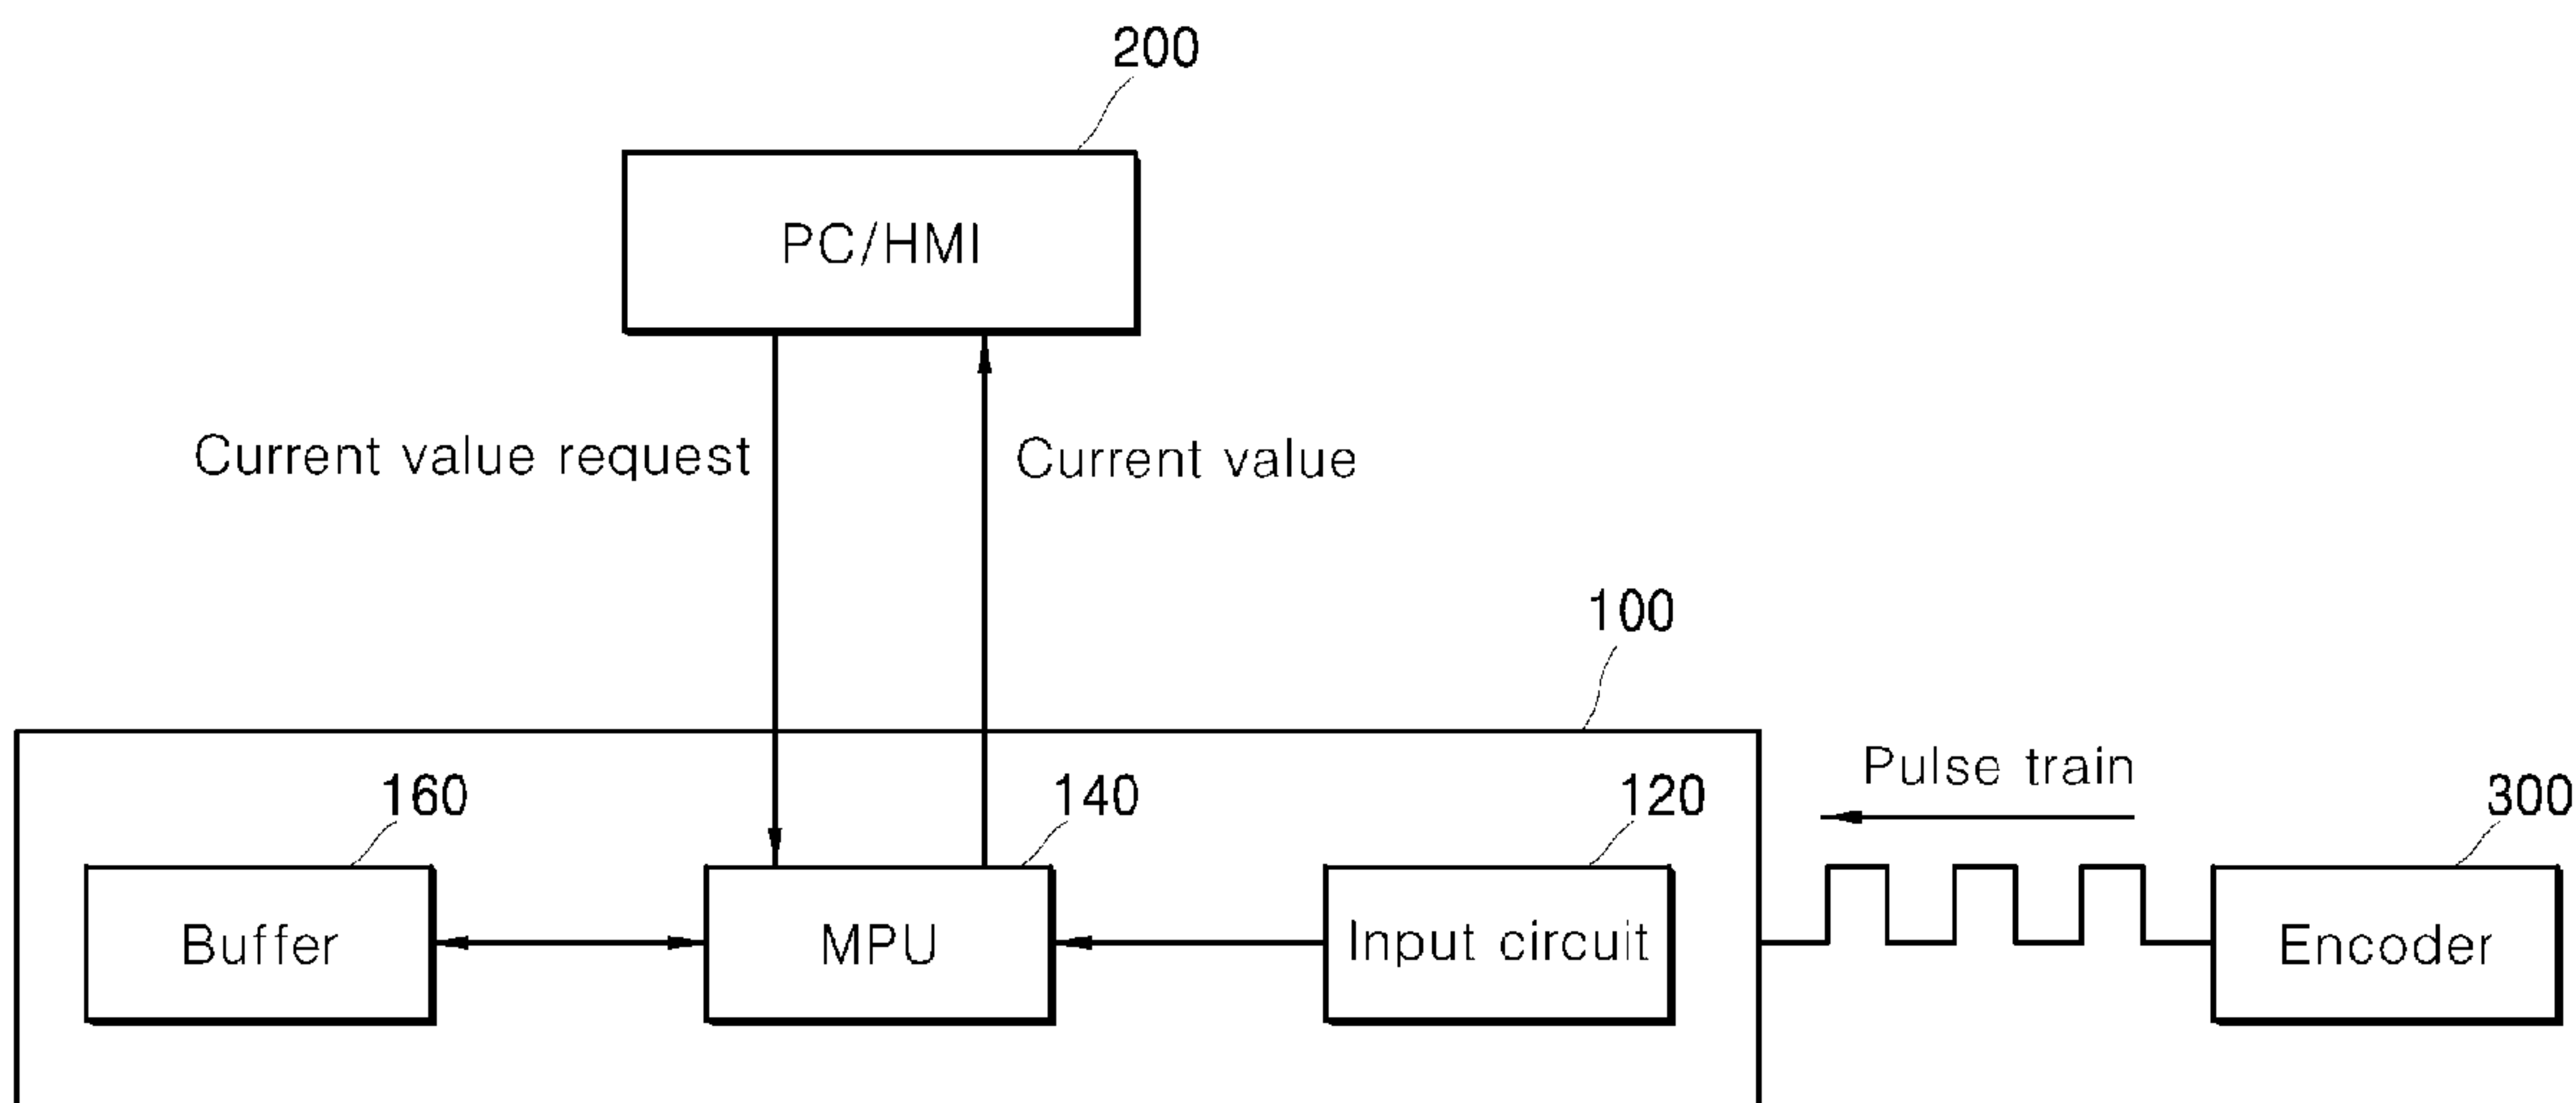 200
PC/HMI
Current value request
Current value
100
Pulse train
160
140
120
300
Buffer
MPU
Input circuit
Encoder